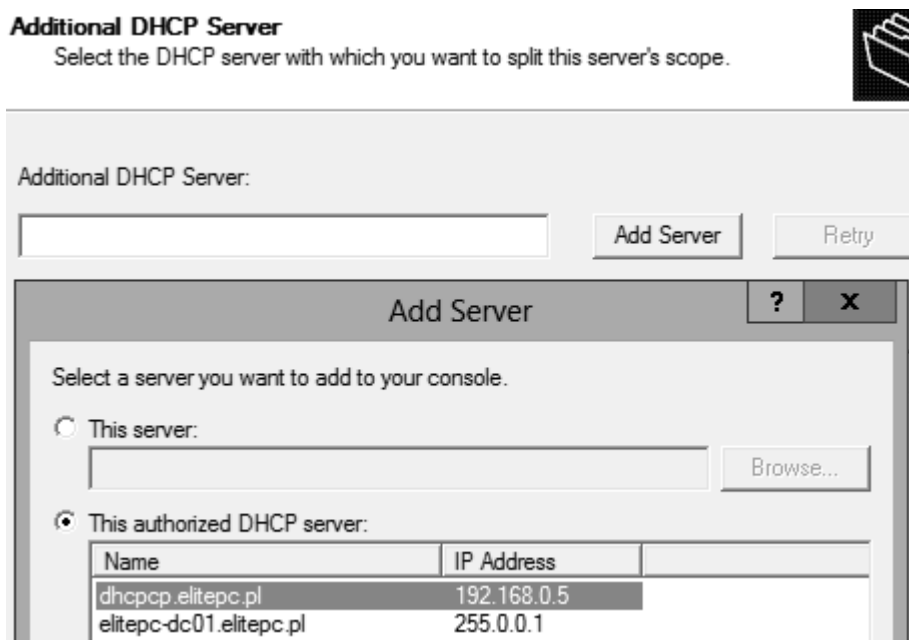 Additional DHCP Server
Select the DHCP server with which you want to split this server's scope.
Additional DHCP Server:
Add Server Retry
Add Server ? x
Select a server you want to add to your console.
This server:
Browse...
This authorized DHCP server:
Name IP Address
dhcpcp.elitepc.pl 192.168.0.5
elitepc-dc01.elitepc.pl 255.0.0.1